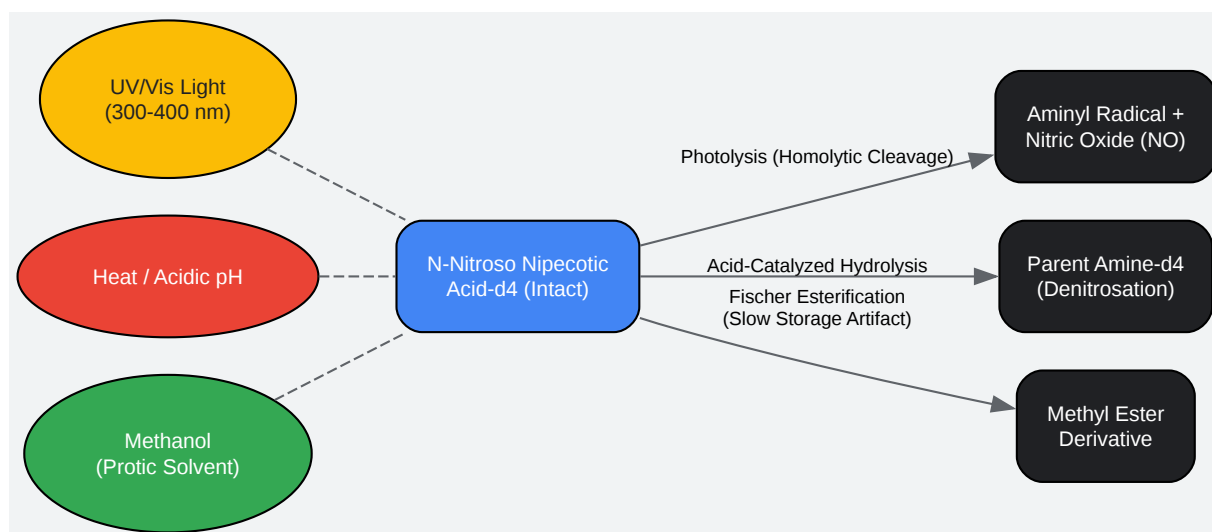 UV/Vis Light
(300-400 nm)
Heat / Acidic pH
Methanol
(Protic Solvent)
N-Nitroso Nipecotic
Acid-d4 (Intact)
Photolysis (Homolytic Cleavage)
Acid-Catalyzed Hydrolysis
Fischer Esterification
(Slow Storage Artifact)
Aminyl Radical +
Nitric Oxide (NO)
Parent Amine-d4
(Denitrosation)
Methyl Ester
Derivative